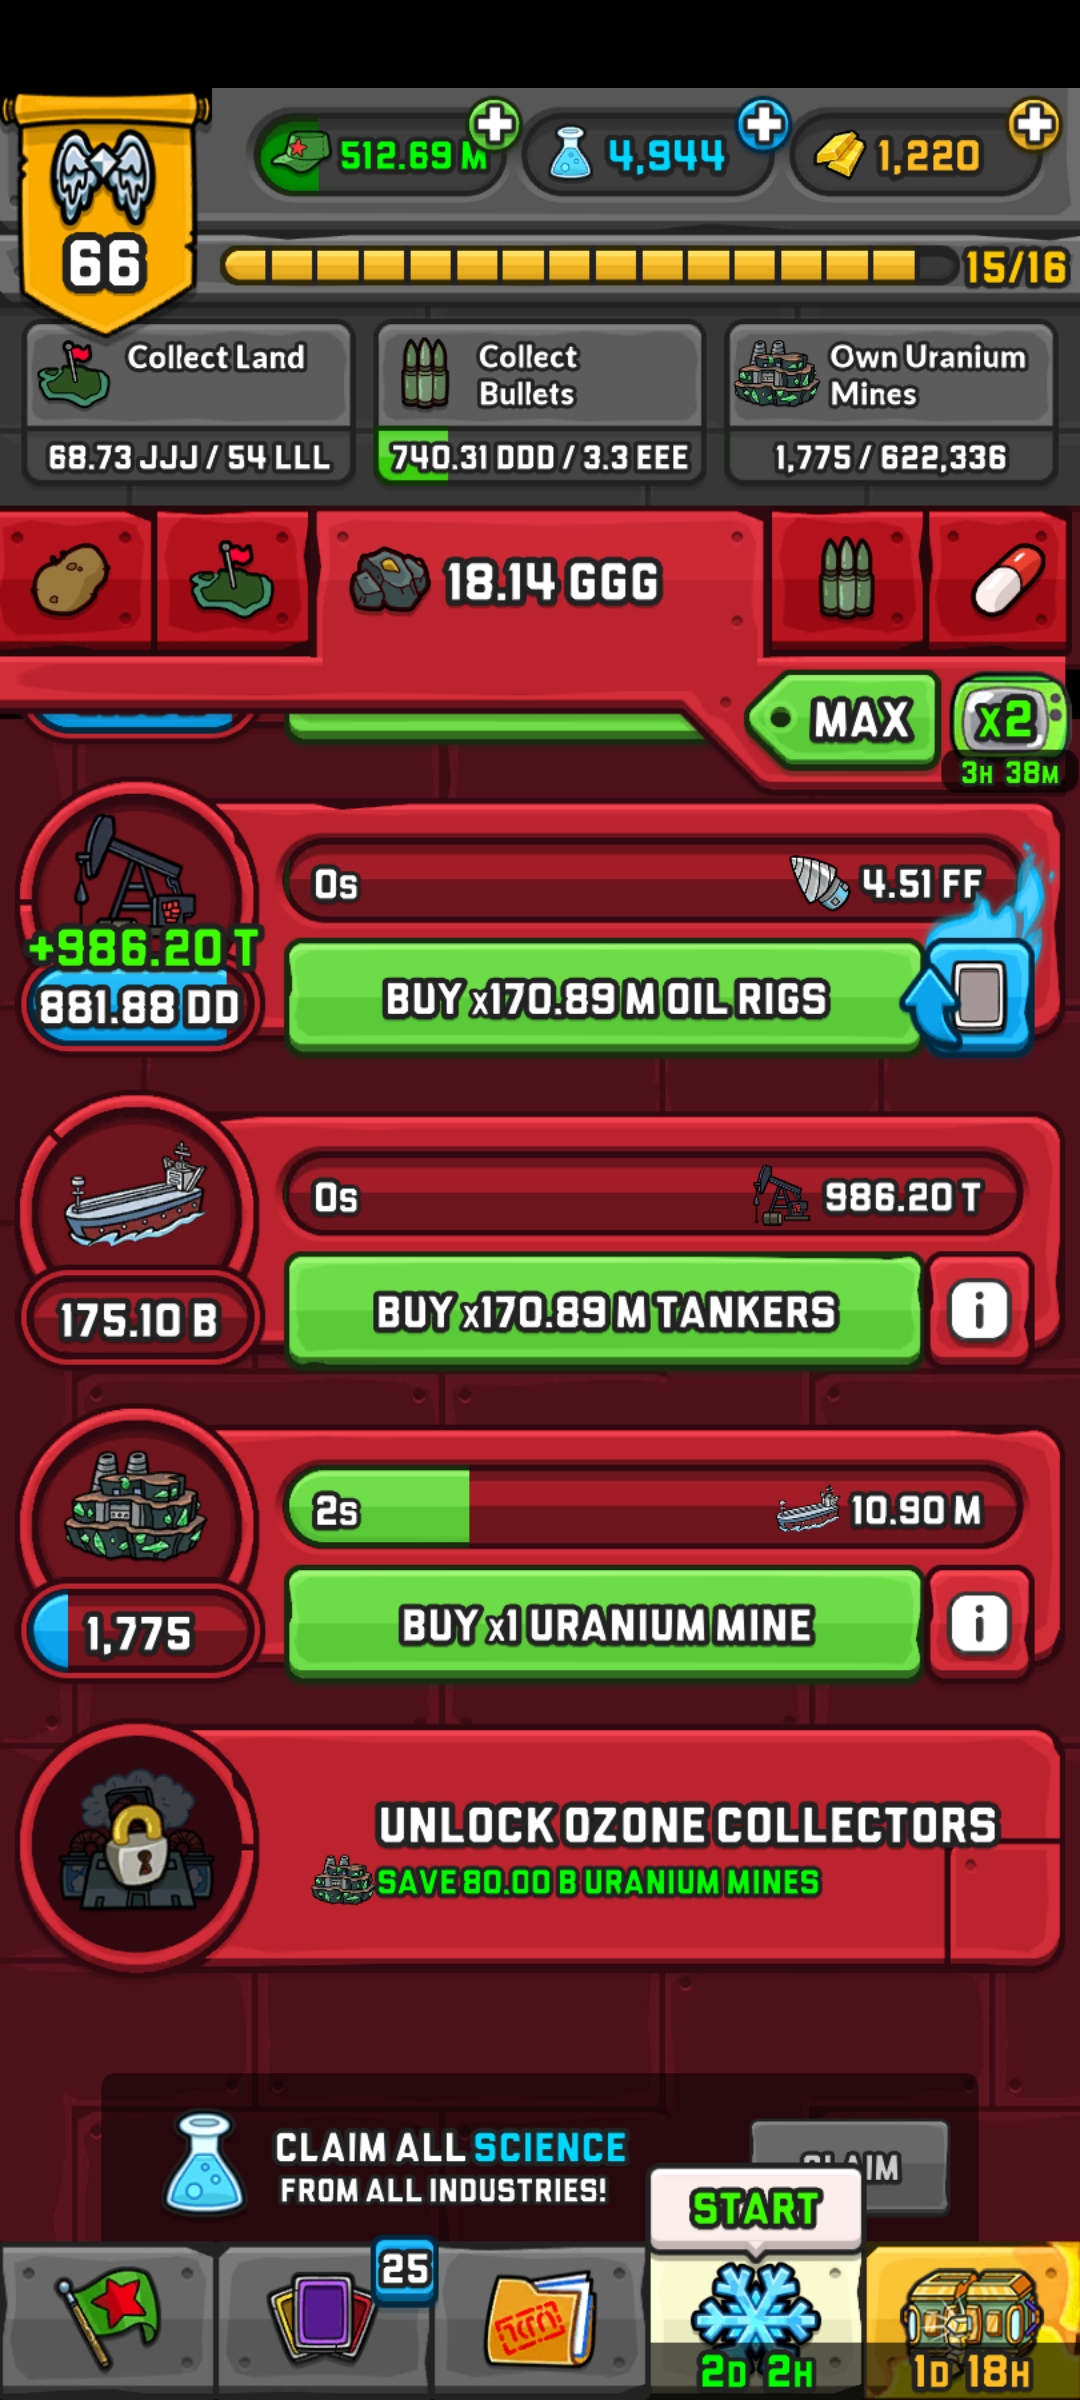 66
512.69 M
4,944
1,220
15/16
Collect Land
68.73 JJJ / 54 LLL
Collect
Bullets
740.31 DDD / 3.3 EEE
Own Uranium
Mines
1,775 / 622,336
18.14 GGG
MAX
x2
3H 38M
0s
4.51 FF
+986.20 T
881.88 DD
BUY x170.89 M OIL RIGS
0s
986.20 T
175.10 B
BUY x170.89 M TANKERS
i
2s
10.90 M
1,775
BUY x1 URANIUM MINE
i
UNLOCK OZONE COLLECTORS
SAVE 80.00 B URANIUM MINES
CLAIM ALL SCIENCE
FROM ALL INDUSTRIES!
CLAIM
START
25
2D 2H
1D 18H